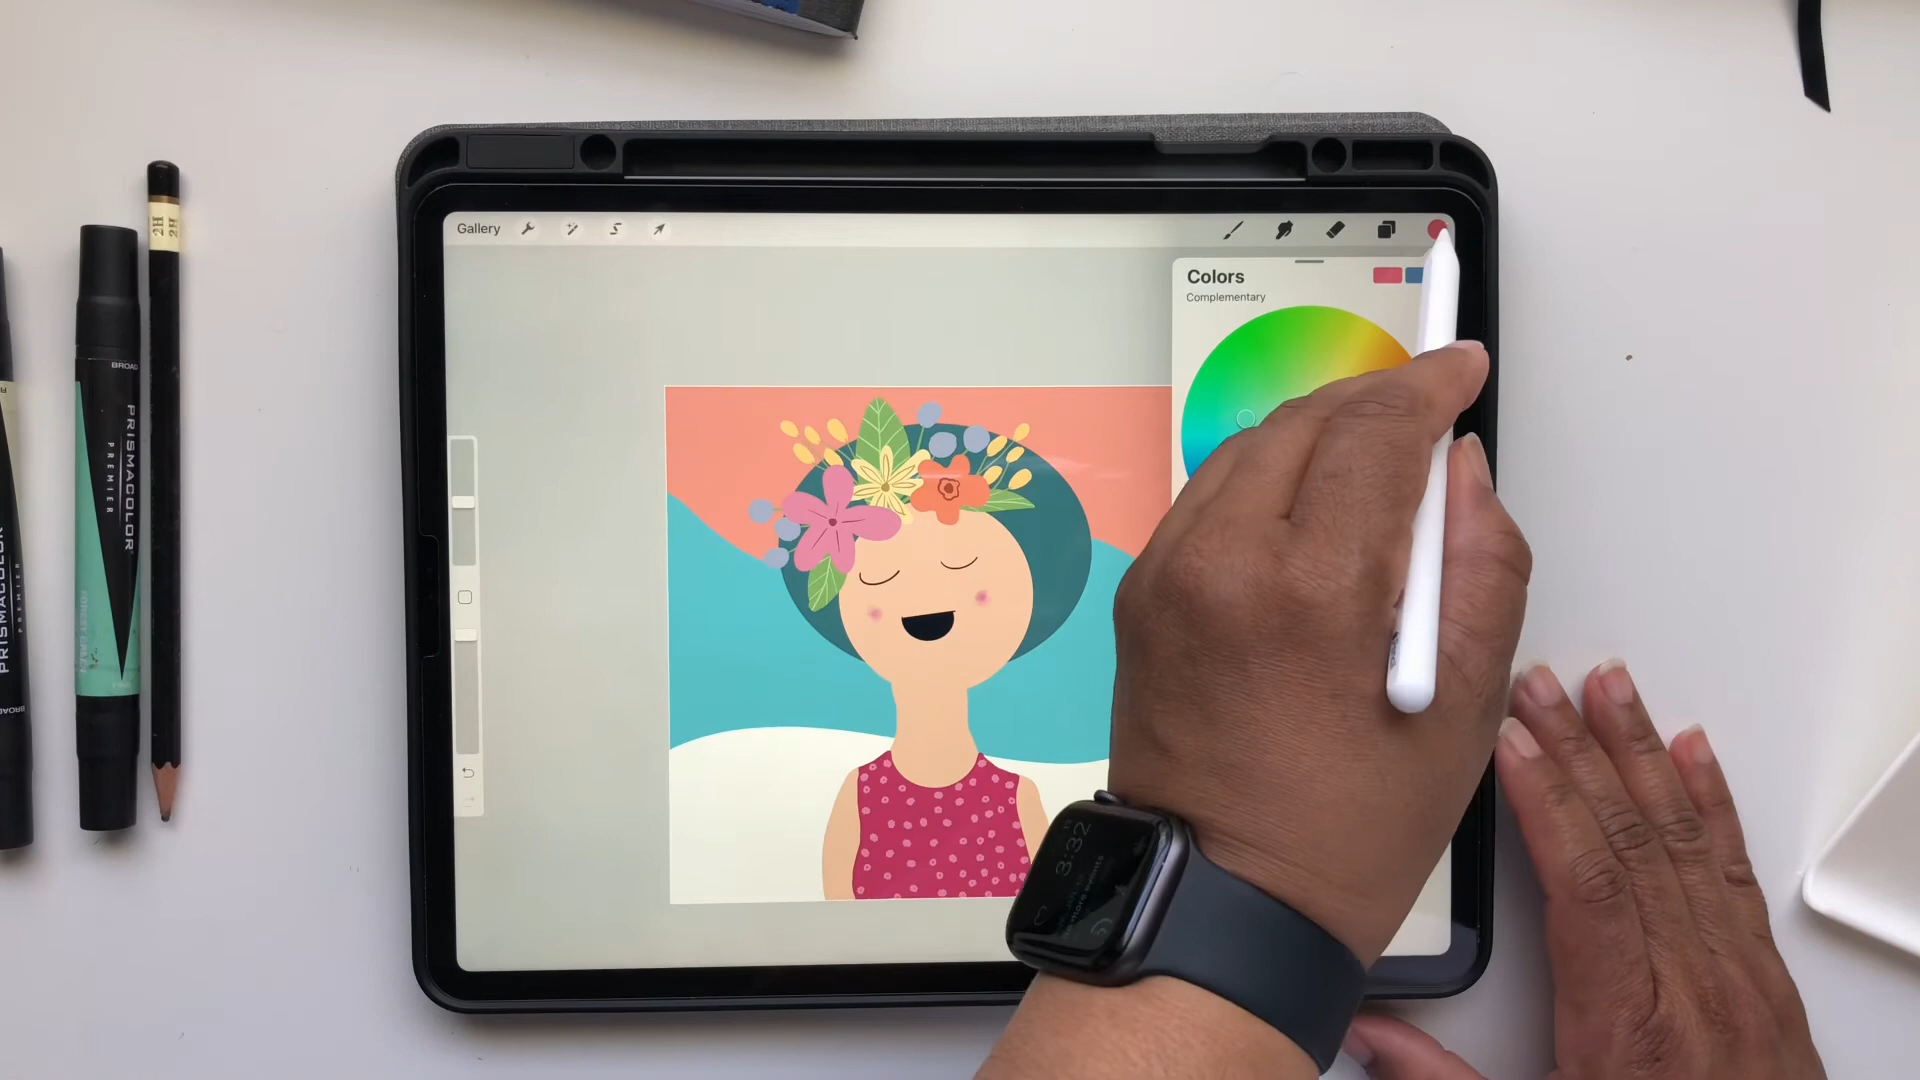 Gallery
Colors
Complementary
2H
2H
BROAD
PRISMACOLOR
PREMIER
PRISMACOLOR
PREMIER
BROAD
3:32